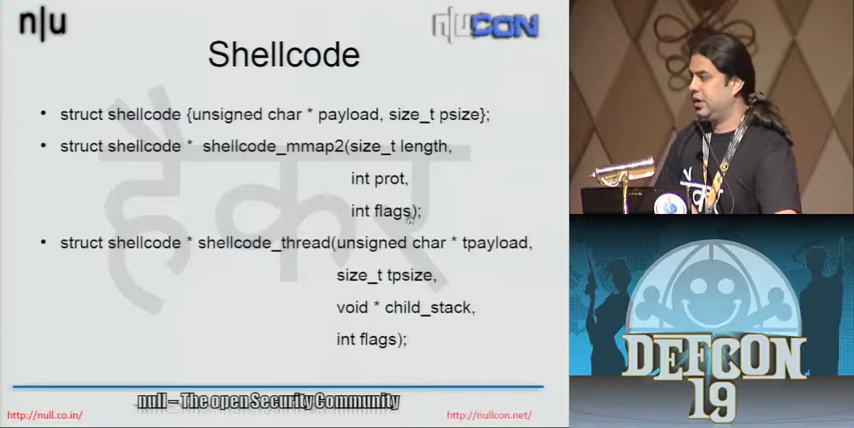 n|u
n|uCON
Shellcode
• struct shellcode {unsigned char * payload, size_t psize};
• struct shellcode * shellcode_mmap2(size_t length,
int prot,
int flags);
• struct shellcode * shellcode_thread(unsigned char * tpayload,
size_t tpsize,
void * child_stack,
int flags);
हैकर
null – The open Security Community
http://null.co.in/
http://nullcon.net/
DEFCON
19